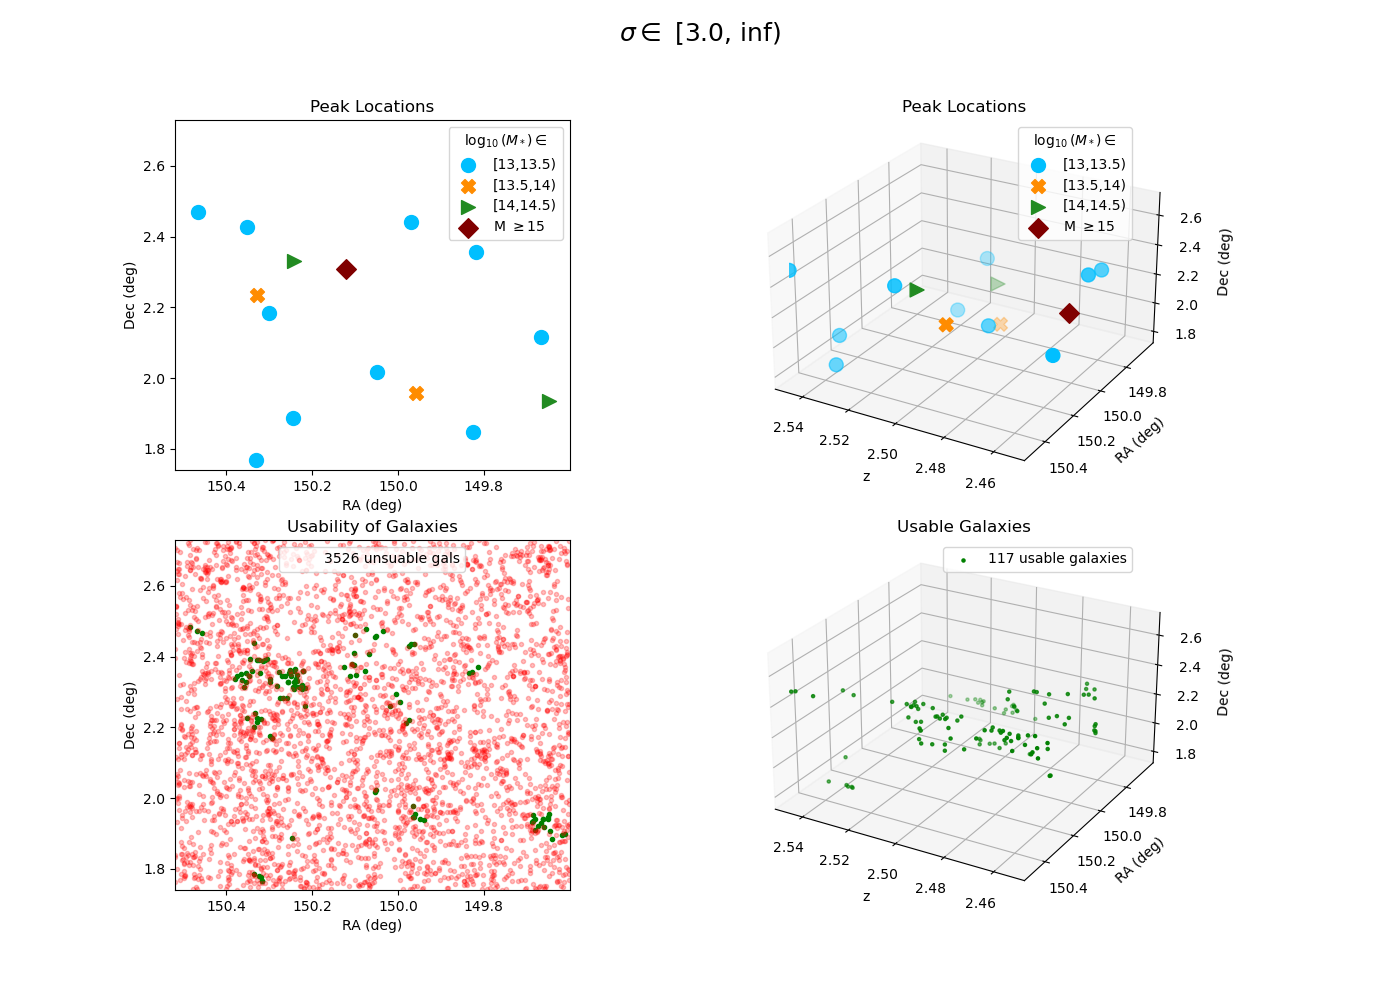 σ ∈ [3.0, inf)
Peak Locations
log₁₀(M*) ∈
[13,13.5)
[13.5,14)
[14,14.5)
M ≥15
2.6
2.4
2.2
2.0
1.8
Dec (deg)
150.4 150.2 150.0 149.8
RA (deg)
Peak Locations
log₁₀(M*) ∈
[13,13.5)
[13.5,14)
[14,14.5)
M ≥15
2.6
2.4
2.2
2.0
1.8
Dec (deg)
149.8
150.0
150.2
150.4
RA (deg)
2.54
2.52
2.50
2.48
2.46
z
Usability of Galaxies
3526 unsuable gals
2.6
2.4
2.2
2.0
1.8
Dec (deg)
150.4 150.2 150.0 149.8
RA (deg)
Usable Galaxies
117 usable galaxies
2.6
2.4
2.2
2.0
1.8
Dec (deg)
149.8
150.0
150.2
150.4
RA (deg)
2.54
2.52
2.50
2.48
2.46
z